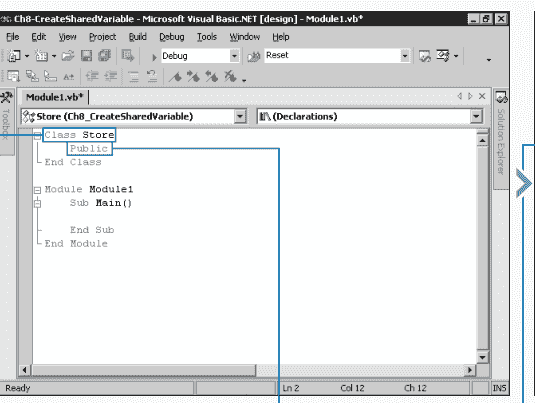 Ch8-CreateSharedVariable - Microsoft Visual Basic.NET [design] - Module1.vb*
File Edit View Project Build Debug Tools Window Help
Debug Reset
Module1.vb*
Toolbox
Solution Explorer
Store (Ch8_CreateSharedVariable) (Declarations)
Class Store
Public
End Class
Module Module1
Sub Main()
End Sub
End Module
Ready Ln 2 Col 12 Ch 12 INS